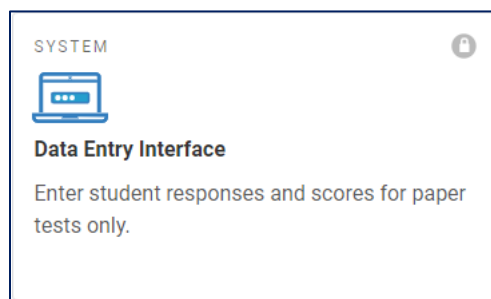 SYSTEM
Data Entry Interface
Enter student responses and scores for paper
tests only.